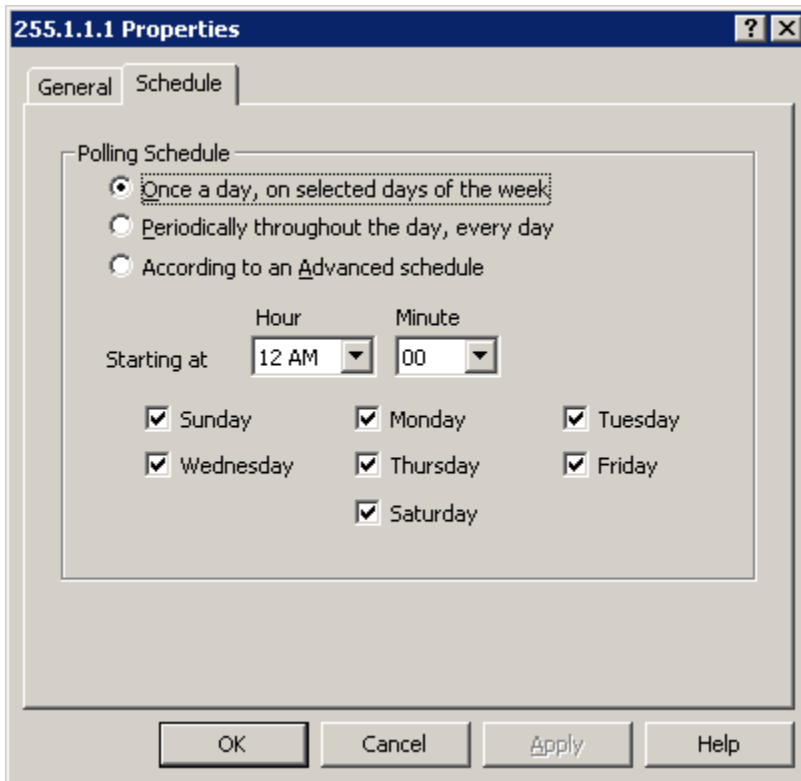 255.1.1.1 Properties
General Schedule
Polling Schedule
Once a day, on selected days of the week
Periodically throughout the day, every day
According to an Advanced schedule
Hour Minute
Starting at 12 AM 00
Sunday Monday Tuesday
Wednesday Thursday Friday
Saturday
OK Cancel Apply Help